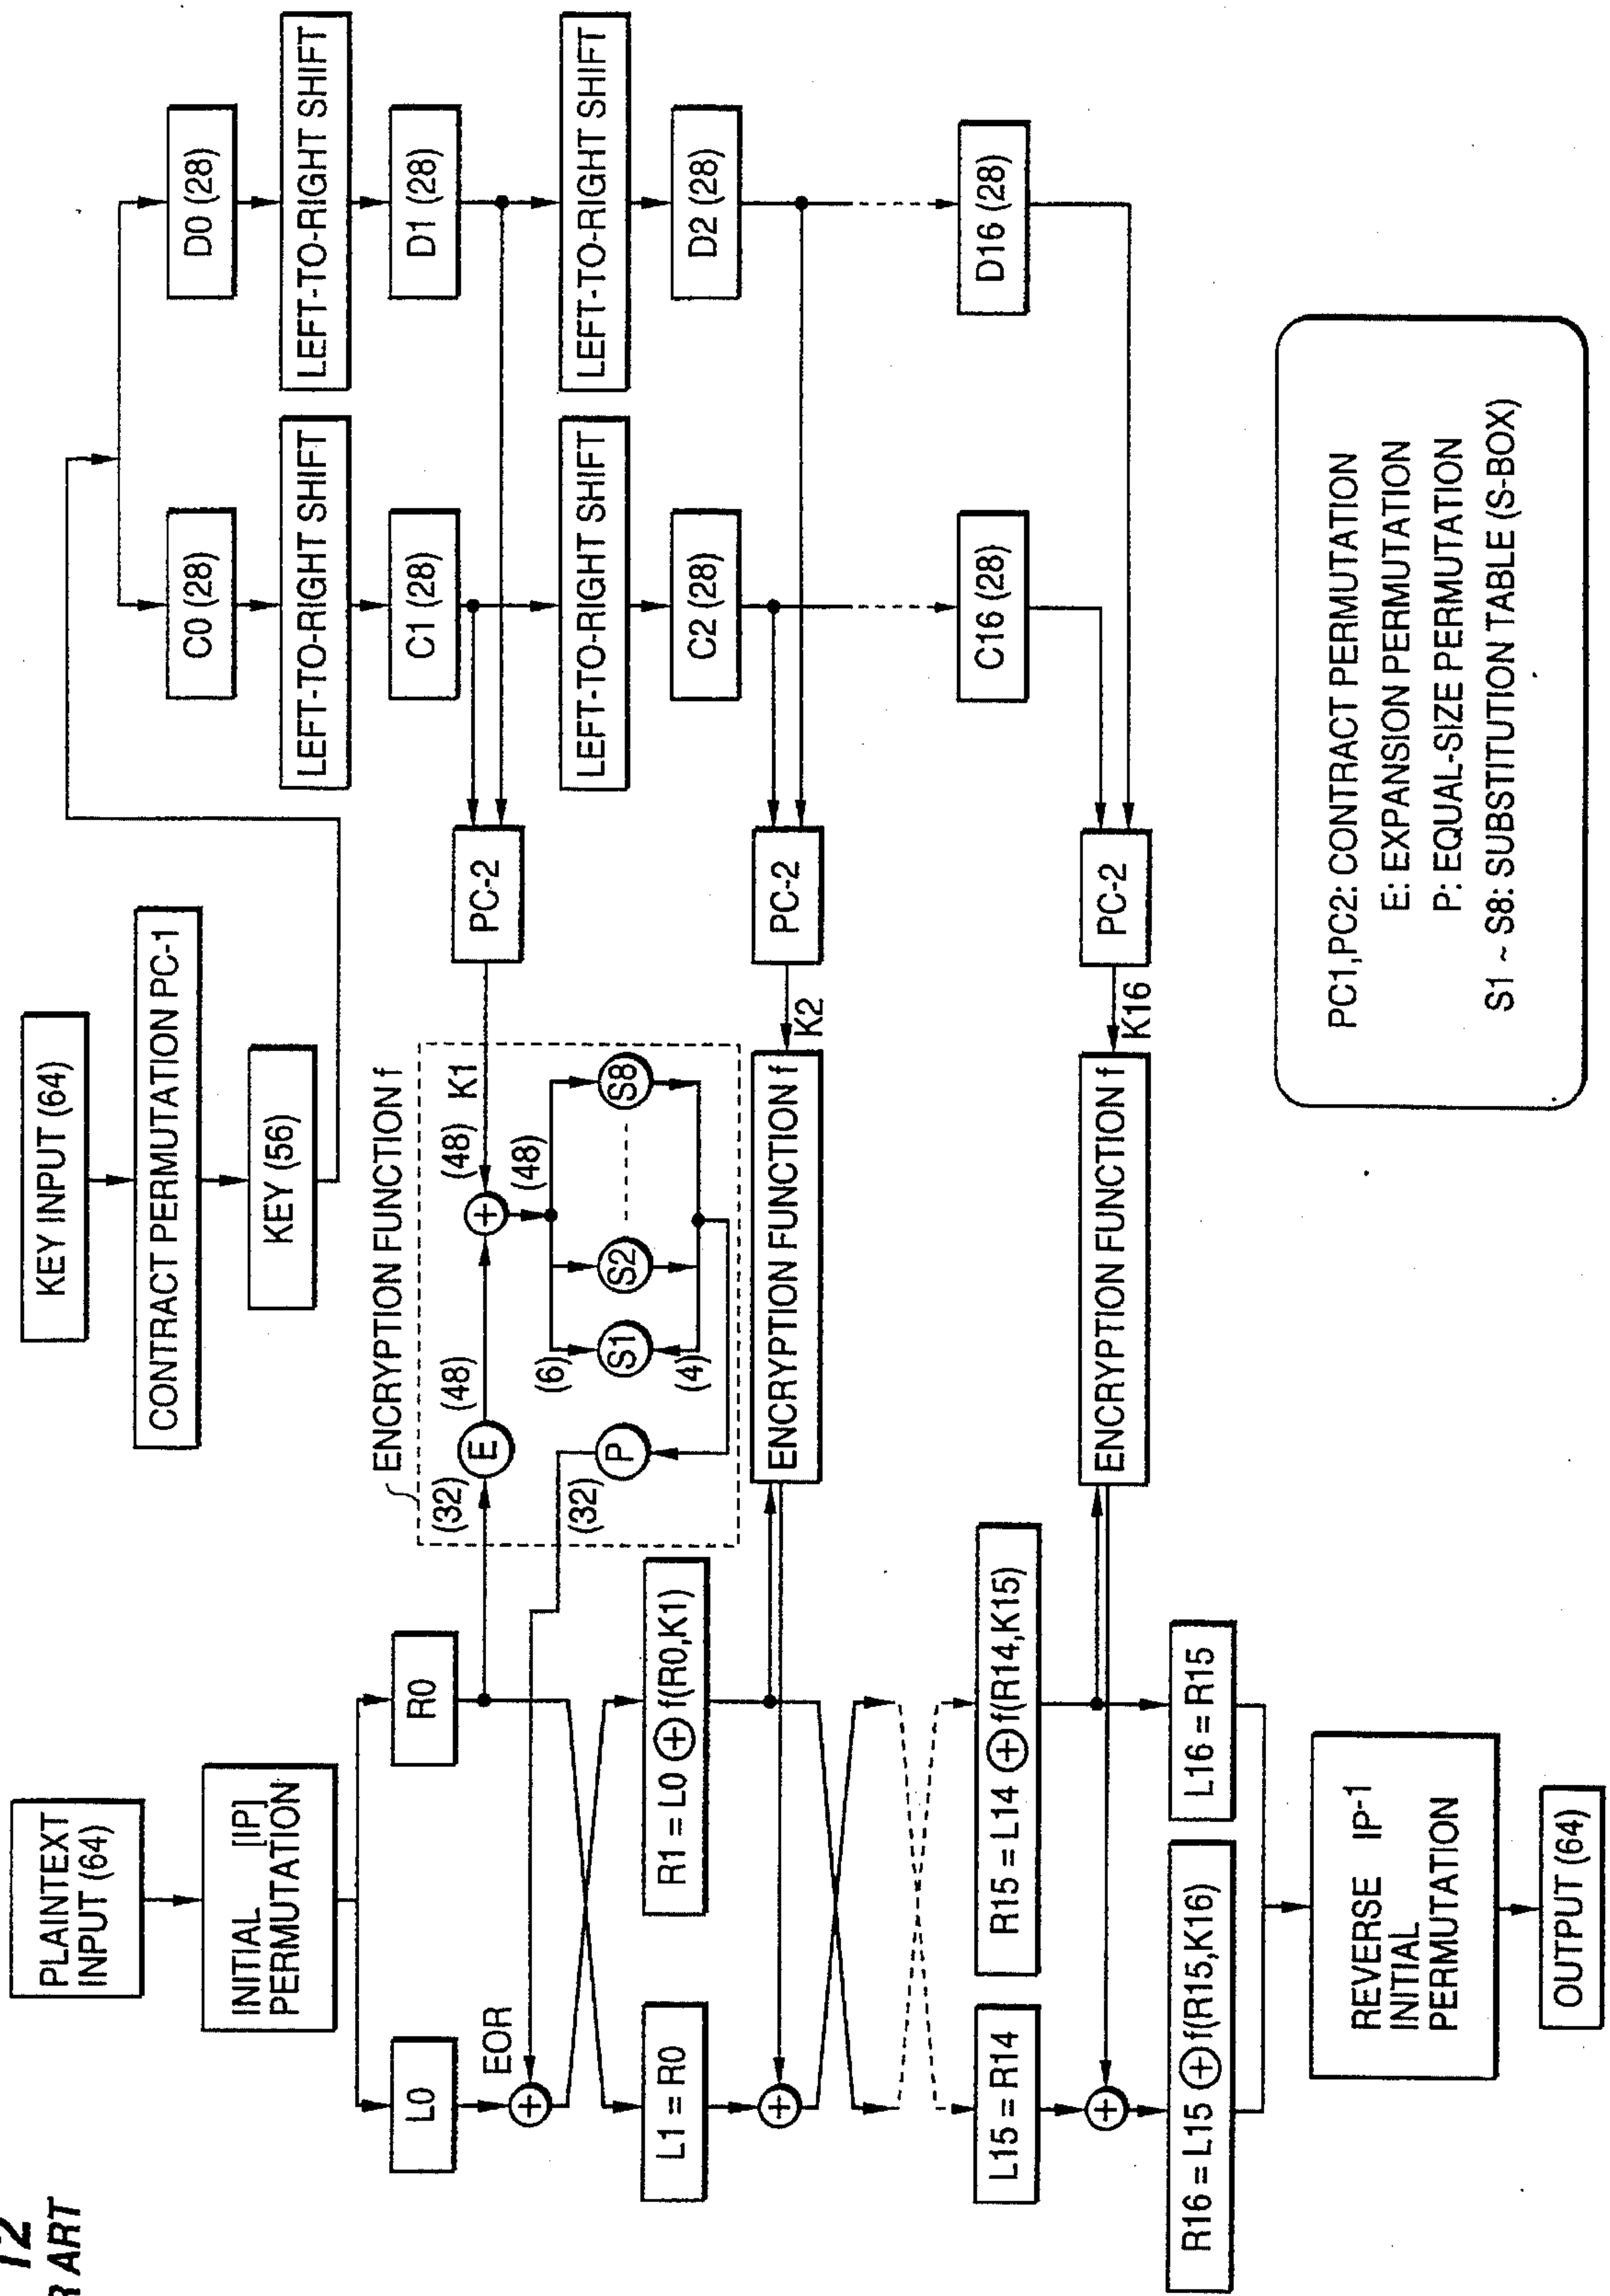 12
R ART
PLAINTEXT
INPUT (64)
INITIAL [IP]
PERMUTATION
L0
R0
EOR
L1 = R0
R1 = L0 ⊕ f(R0,K1)
L15 = R14
R15 = L14 ⊕ f(R14,K15)
R16 = L15 ⊕ f(R15,K16)
L16 = R15
REVERSE IP-1
INITIAL
PERMUTATION
OUTPUT (64)
KEY INPUT (64)
CONTRACT PERMUTATION PC-1
KEY (56)
ENCRYPTION FUNCTION f
(32)
E
(48)
+
(48)
K1
(48)
(6)
S1
S2
S8
(4)
P
(32)
ENCRYPTION FUNCTION f
K2
ENCRYPTION FUNCTION f
K16
PC-2
PC-2
PC-2
C0 (28)
D0 (28)
LEFT-TO-RIGHT SHIFT
LEFT-TO-RIGHT SHIFT
C1 (28)
D1 (28)
LEFT-TO-RIGHT SHIFT
LEFT-TO-RIGHT SHIFT
C2 (28)
D2 (28)
C16 (28)
D16 (28)
PC1,PC2: CONTRACT PERMUTATION
E: EXPANSION PERMUTATION
P: EQUAL-SIZE PERMUTATION
S1 ~ S8: SUBSTITUTION TABLE (S-BOX)